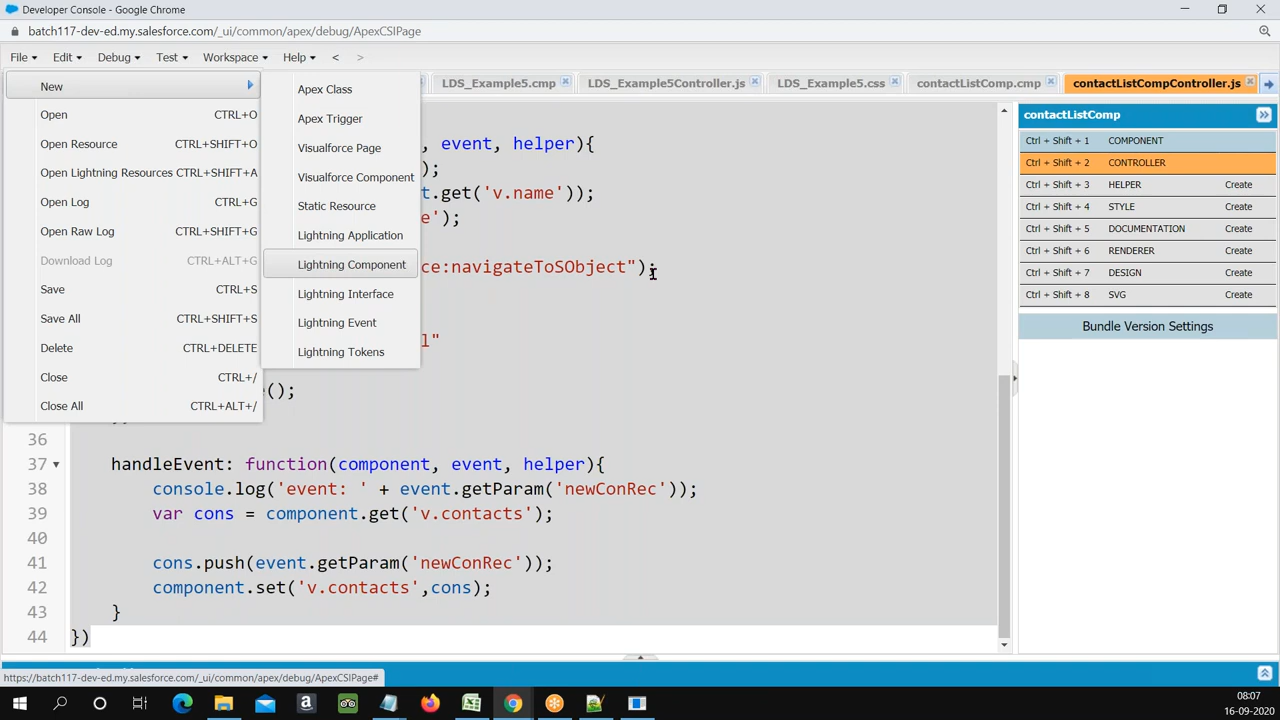 Developer Console - Google Chrome
batch117-dev-ed.my.salesforce.com/_ui/common/apex/debug/ApexCSIPage
File Edit Debug Test Workspace Help < >
LDS_Example5.cmp LDS_Example5Controller.js LDS_Example5.css contactListComp.cmp contactListCompController.js
New
Open CTRL+O
Open Resource CTRL+SHIFT+O
Open Lightning Resources CTRL+SHIFT+A
Open Log CTRL+G
Open Raw Log CTRL+SHIFT+G
Download Log CTRL+ALT+G
Save CTRL+S
Save All CTRL+SHIFT+S
Delete CTRL+DELETE
Close CTRL+/
Close All CTRL+ALT+/
Apex Class
Apex Trigger
Visualforce Page
Visualforce Component
Static Resource
Lightning Application
Lightning Component
Lightning Interface
Lightning Event
Lightning Tokens
, event, helper){
);
t.get('v.name'));
e');
ce:navigateToSObject");
l"
();
36
37 handleEvent: function(component, event, helper){
38 console.log('event: ' + event.getParam('newConRec'));
39 var cons = component.get('v.contacts');
40
41 cons.push(event.getParam('newConRec'));
42 component.set('v.contacts',cons);
43 }
44 })
contactListComp
Ctrl + Shift + 1 COMPONENT
Ctrl + Shift + 2 CONTROLLER
Ctrl + Shift + 3 HELPER Create
Ctrl + Shift + 4 STYLE Create
Ctrl + Shift + 5 DOCUMENTATION Create
Ctrl + Shift + 6 RENDERER Create
Ctrl + Shift + 7 DESIGN Create
Ctrl + Shift + 8 SVG Create
Bundle Version Settings
https://batch117-dev-ed.my.salesforce.com/_ui/common/apex/debug/ApexCSIPage#
08:07
16-09-2020